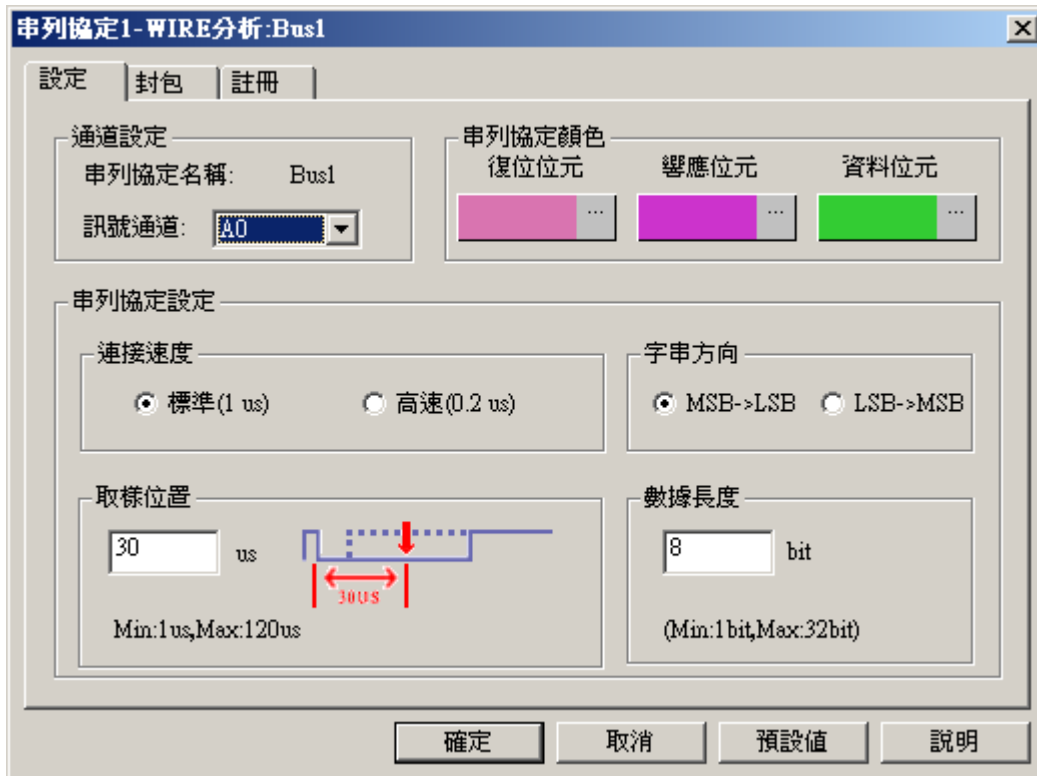 串列協定1-WIRE分析:Bus1
設定 封包 註冊
通道設定
串列協定名稱: Bus1
訊號通道: A0
串列協定顏色
復位位元 響應位元 資料位元
... ... ...
串列協定設定
連接速度
標準(1 us) 高速(0.2 us)
字串方向
MSB->LSB LSB->MSB
取樣位置
30 us
30US
Min:1us,Max:120us
數據長度
8 bit
(Min:1bit,Max:32bit)
確定 取消 預設值 說明